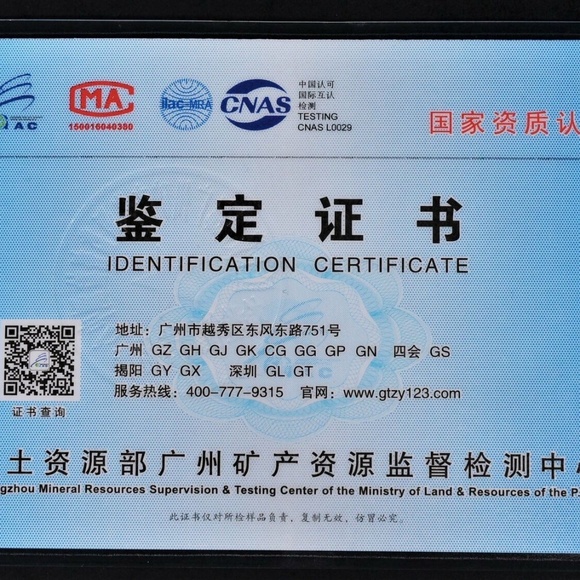 AC
CMA
150016040380
ilac-MRA
CNAS
中国认可
国际互认
检测
TESTING
CNAS L0029
国家资质认
鉴定证书
IDENTIFICATION CERTIFICATE
地址：广州市越秀区东风东路751号
广州 GZ GH GJ GK CG GG GP GN 四会 GS
揭阳 GY GX 深圳 GL GT
服务热线：400-777-9315 官网：www.gtzy123.com
证书查询
土资源部广州矿产资源监督检测中
gzhou Mineral Resources Supervision & Testing Center of the Ministry of Land & Resources of the P.
此证书仅对所检样品负责，复制无效，仿冒必究。